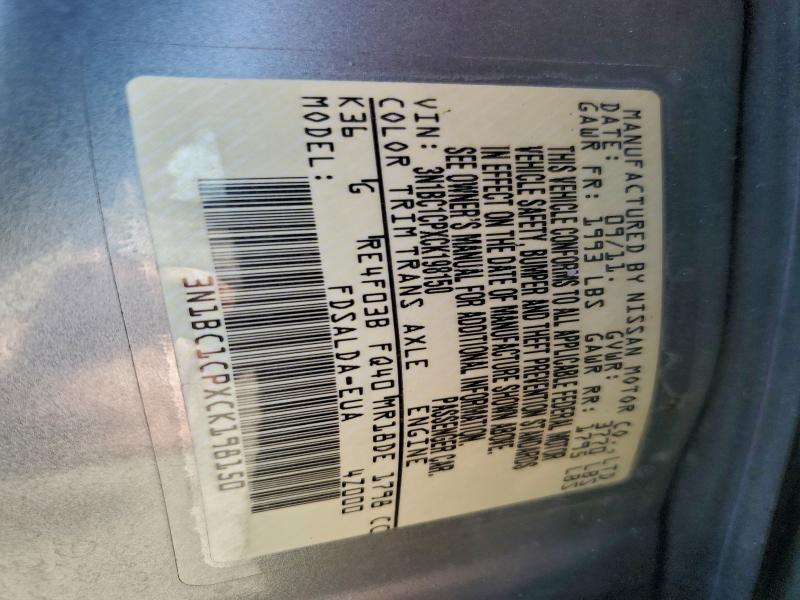 MANUFACTURED BY NISSAN MOTOR CO.,LTD
DATE: 09/11. GVWR: 3720 LBS
GAWR FR: 1993 LBS GAWR RR: 1795 LBS
THIS VEHICLE CONFORMS TO ALL APPLICABLE FEDERAL MOTOR
VEHICLE SAFETY, BUMPER AND THEFT PREVENTION STANDARDS
IN EFFECT ON THE DATE OF MANUFACTURE SHOWN ABOVE.
SEE OWNER'S MANUAL FOR ADDITIONAL INFORMATION.
VIN: 3N1BC1CPXCK198150 PASSENGER CAR.
COLOR TRIM TRANS AXLE ENGINE
K36 G RE4F03B FQ40 MR18DE 1798 CC
MODEL: FDSALDA-EUA 4Z000
3N1BC1CPXCK198150